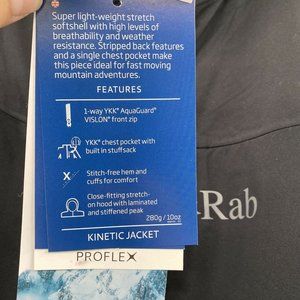 Super light-weight stretch
softshell with high levels of
breathability and weather
resistance. Stripped back features
and a single chest pocket make
this piece ideal for fast moving
mountain adventures.
FEATURES
1-way YKK® AquaGuard®
VISLON® front zip
YKK® chest pocket with
built in stuffsack
X
Stitch-free hem and
cuffs for comfort
Close-fitting stretch-
on hood with laminated
and stiffened peak
280g / 10oz
KINETIC JACKET
PROFLEX
Rab